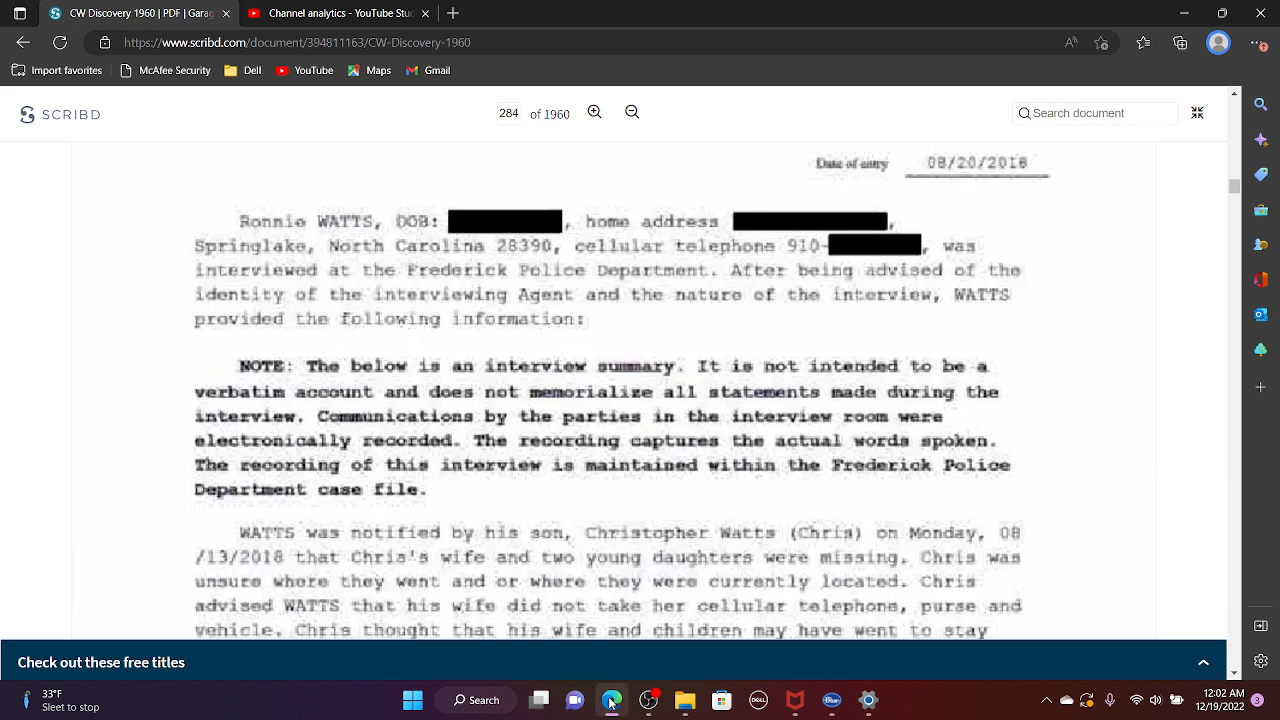 CW Discovery 1960 | PDF | Garag
Channel analytics - YouTube Stud
https://www.scribd.com/document/394811163/CW-Discovery-1960
Import favorites
McAfee Security
Dell
YouTube
Maps
Gmail
SCRIBD
284 of 1960
Search document
Date of entry 08/20/2018
Ronnie WATTS, DOB: , home address ,
Springlake, North Carolina 28390, cellular telephone 910- , was
interviewed at the Frederick Police Department. After being advised of the
identity of the interviewing Agent and the nature of the interview, WATTS
provided the following information:
NOTE: The below is an interview summary. It is not intended to be a
verbatim account and does not memorialize all statements made during the
interview. Communications by the parties in the interview room were
electronically recorded. The recording captures the actual words spoken.
The recording of this interview is maintained within the Frederick Police
Department case file.
WATTS was notified by his son, Christopher Watts (Chris) on Monday, 08
/13/2018 that Chris's wife and two young daughters were missing. Chris was
unsure where they went and or where they were currently located. Chris
advised WATTS that his wife did not take her cellular telephone, purse and
vehicle. Chris thought that his wife and children may have went to stay
Check out these free titles
33°F
Sleet to stop
Search
DELL
Blue
12:02 AM
12/19/2022
3